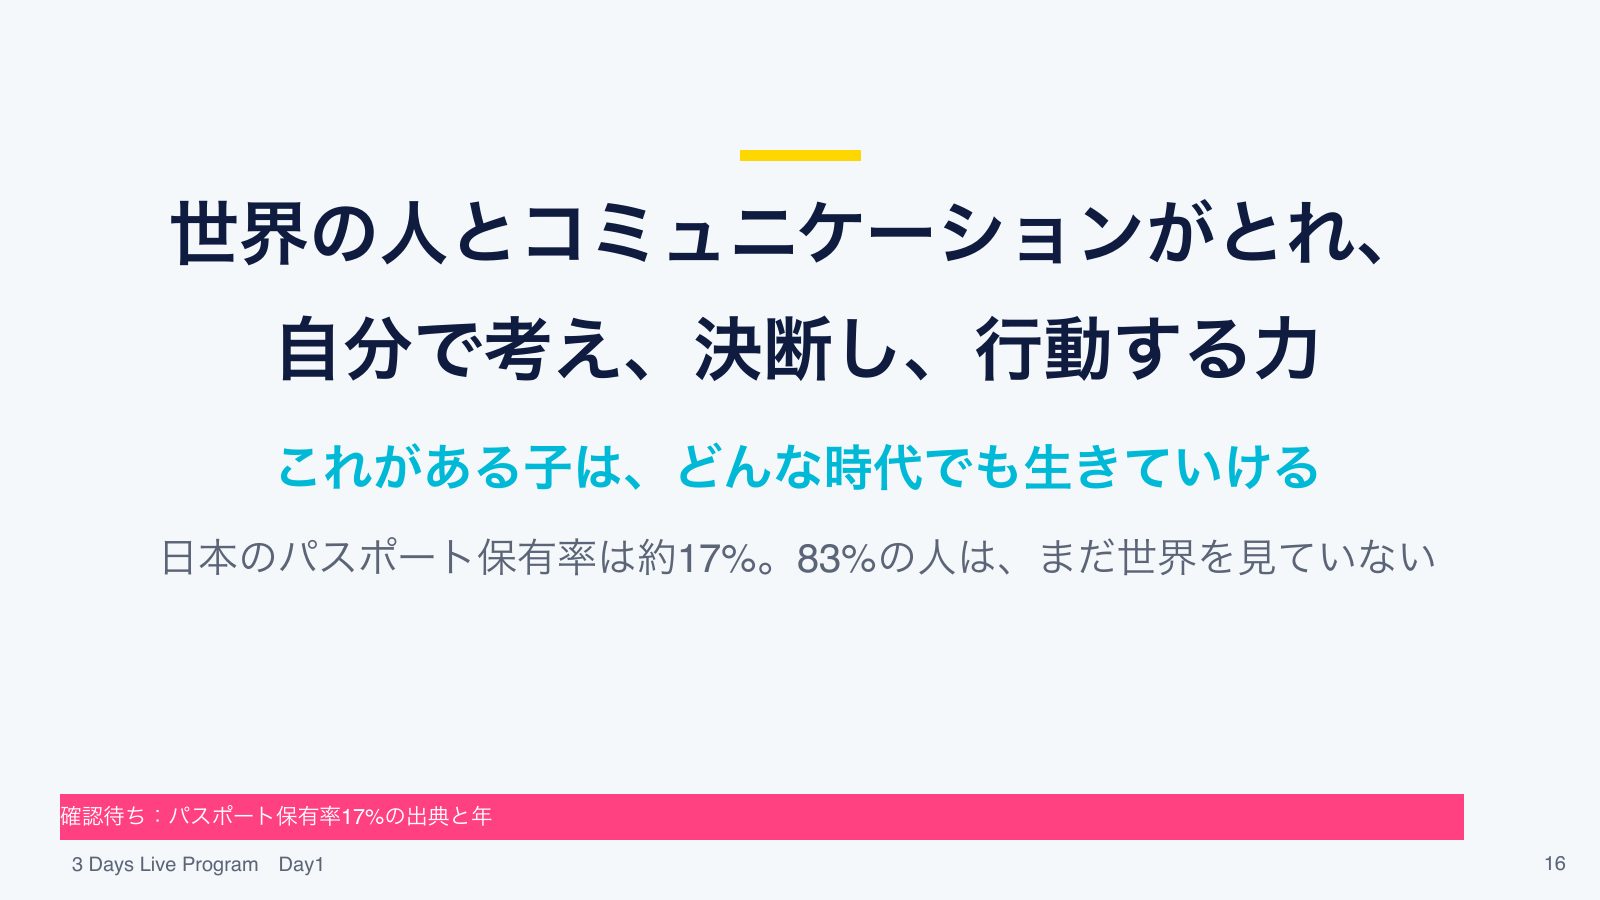 世界の人とコミュニケーションがとれ、
自分で考え、決断し、行動する力
これがある子は、どんな時代でも生きていける
日本のパスポート保有率は約17%。83%の人は、まだ世界を見ていない
確認待ち：パスポート保有率17%の出典と年
3 Days Live Program　Day1
16